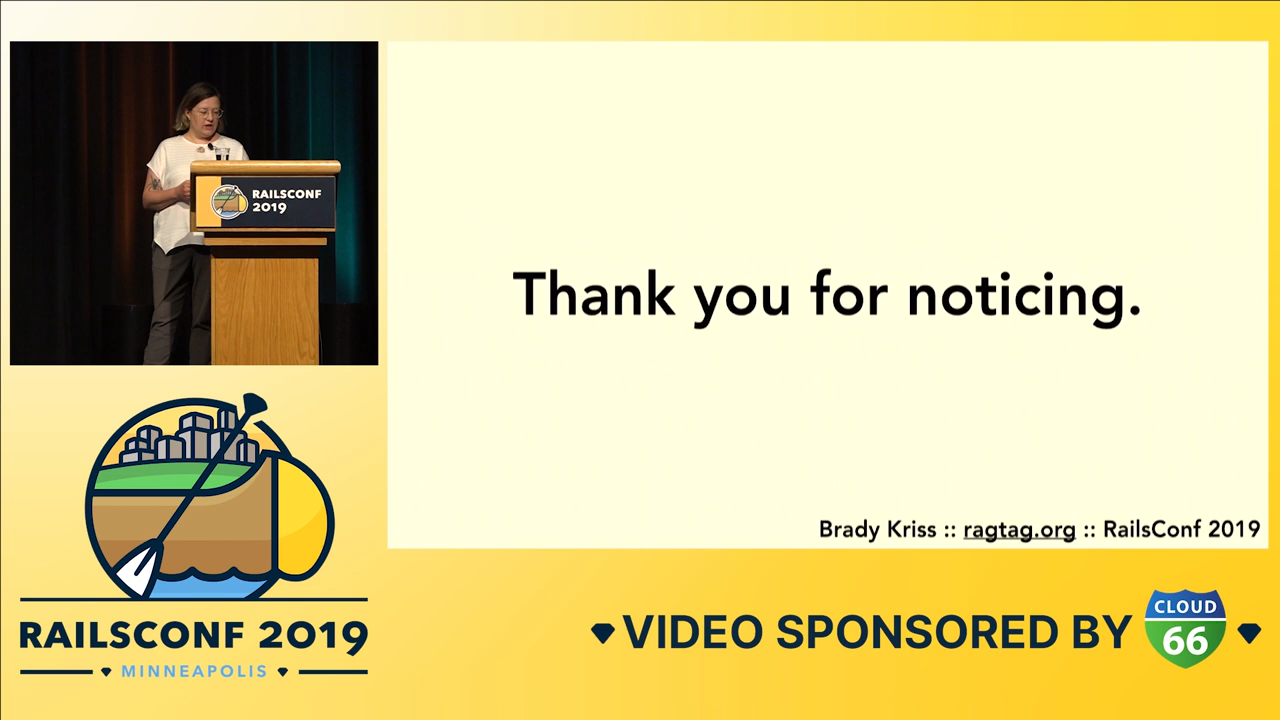 RAILSCONF
2019
Thank you for noticing.
Brady Kriss :: ragtag.org :: RailsConf 2019
RAILSCONF 2019
MINNEAPOLIS
VIDEO SPONSORED BY
CLOUD
66